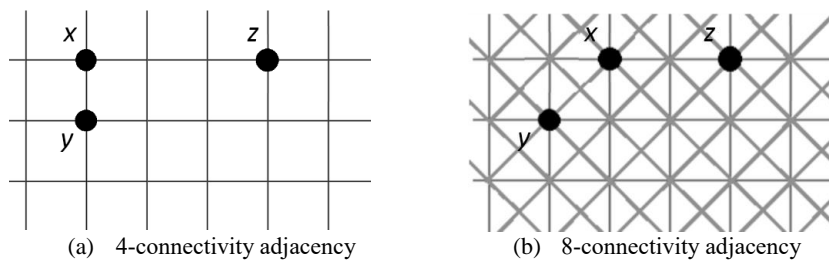 x z
y
x z
y
(a) 4-connectivity adjacency
(b) 8-connectivity adjacency